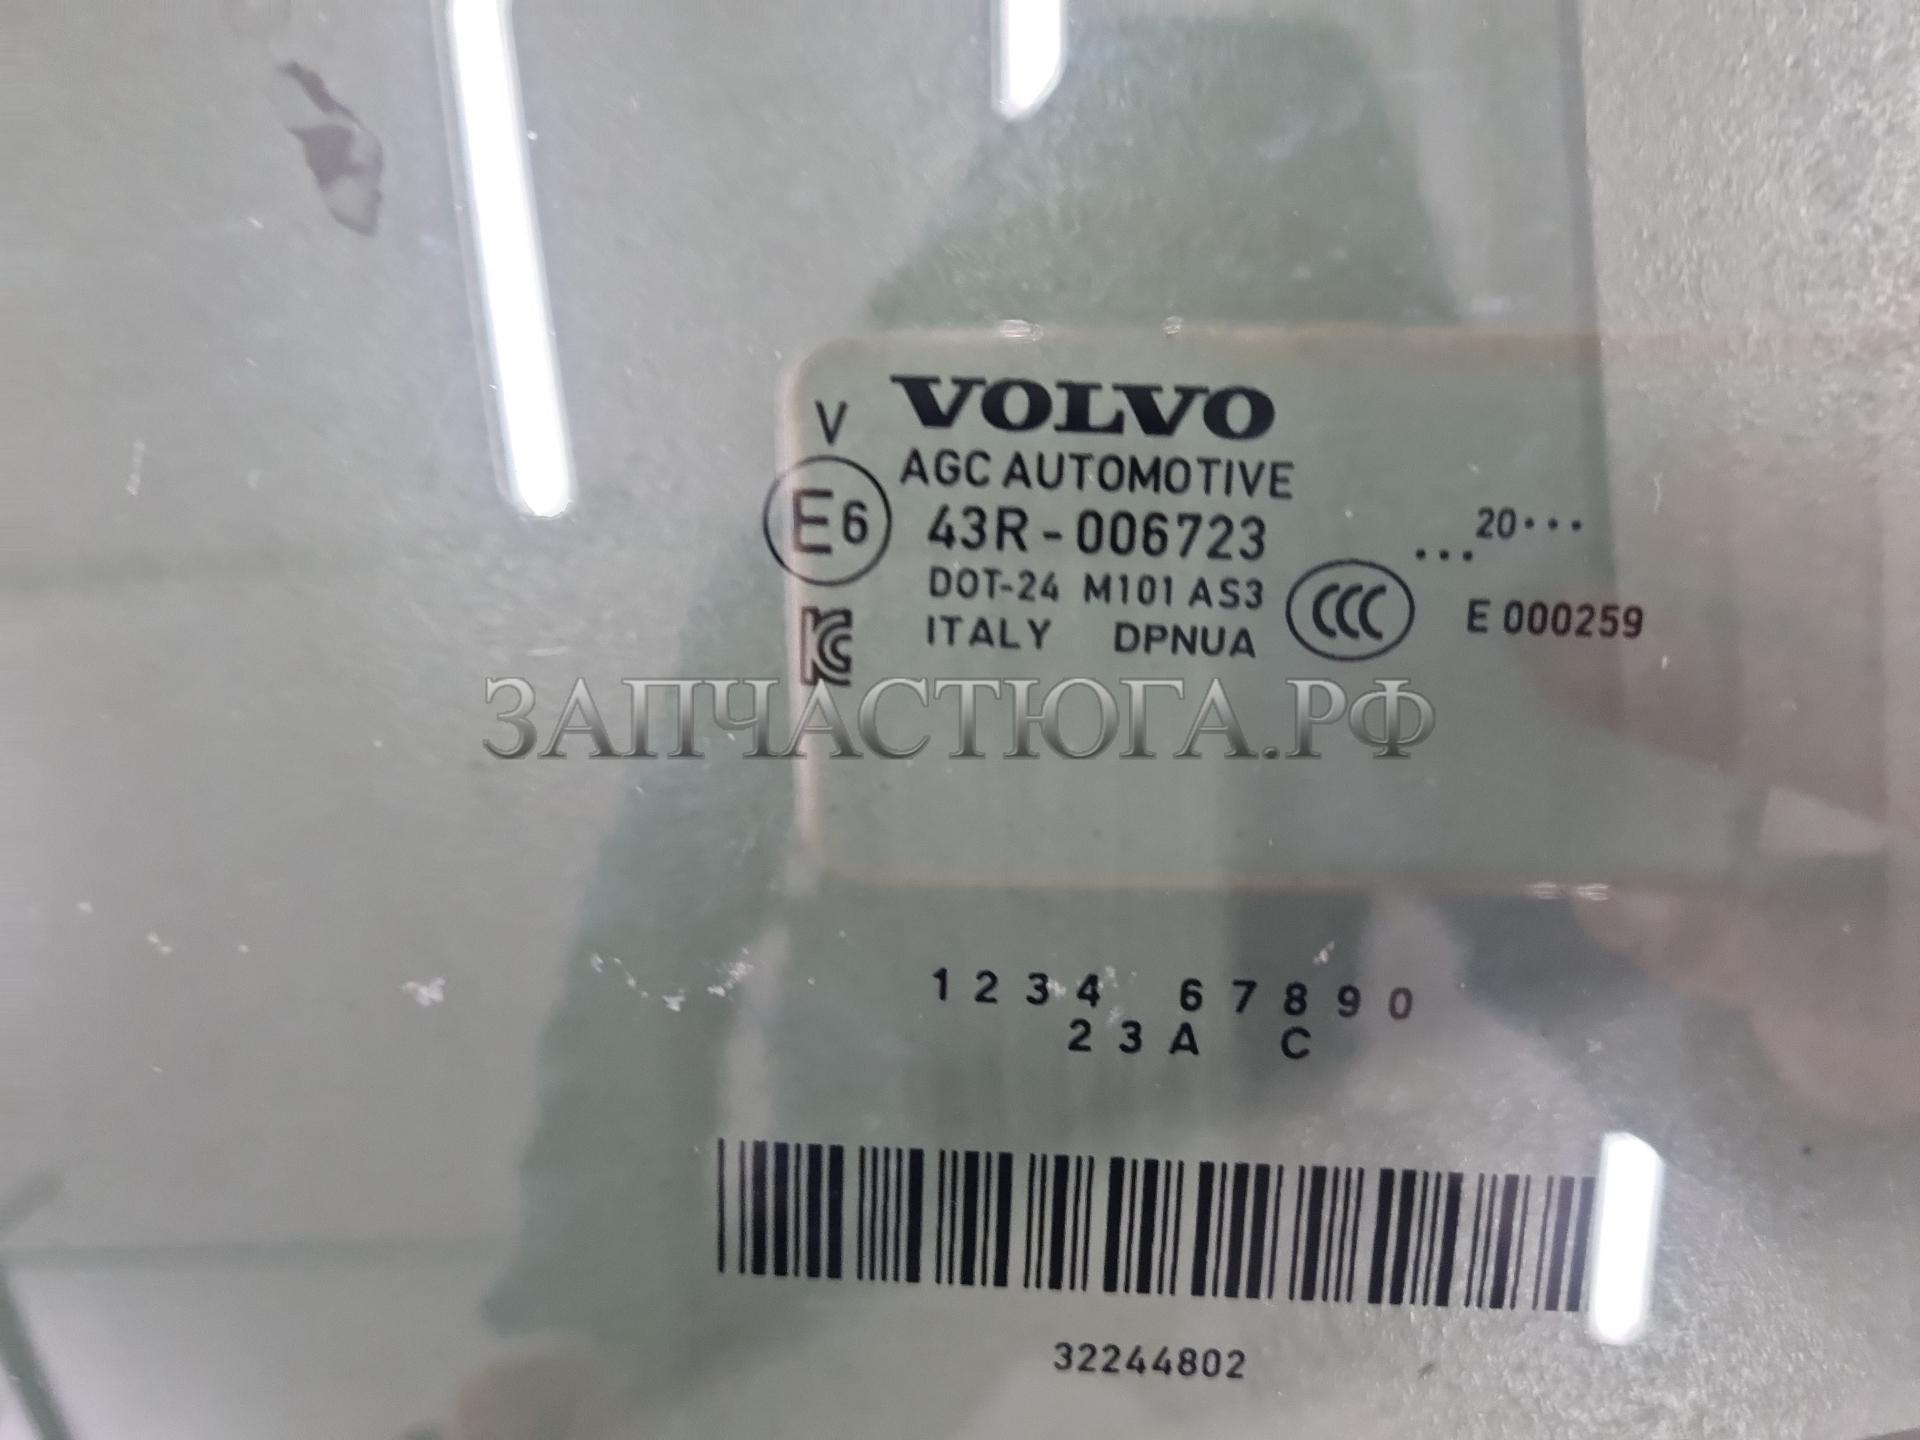 VOLVO
V
AGC AUTOMOTIVE
E6
43R-006723
...20...
DOT-24 M101 AS3
CCC
E 000259
KC
ITALY DPNUA
ЗАПЧАСТЮГА.РФ
1 2 3 4 6 7 8 9 0
2 3 A C
32244802